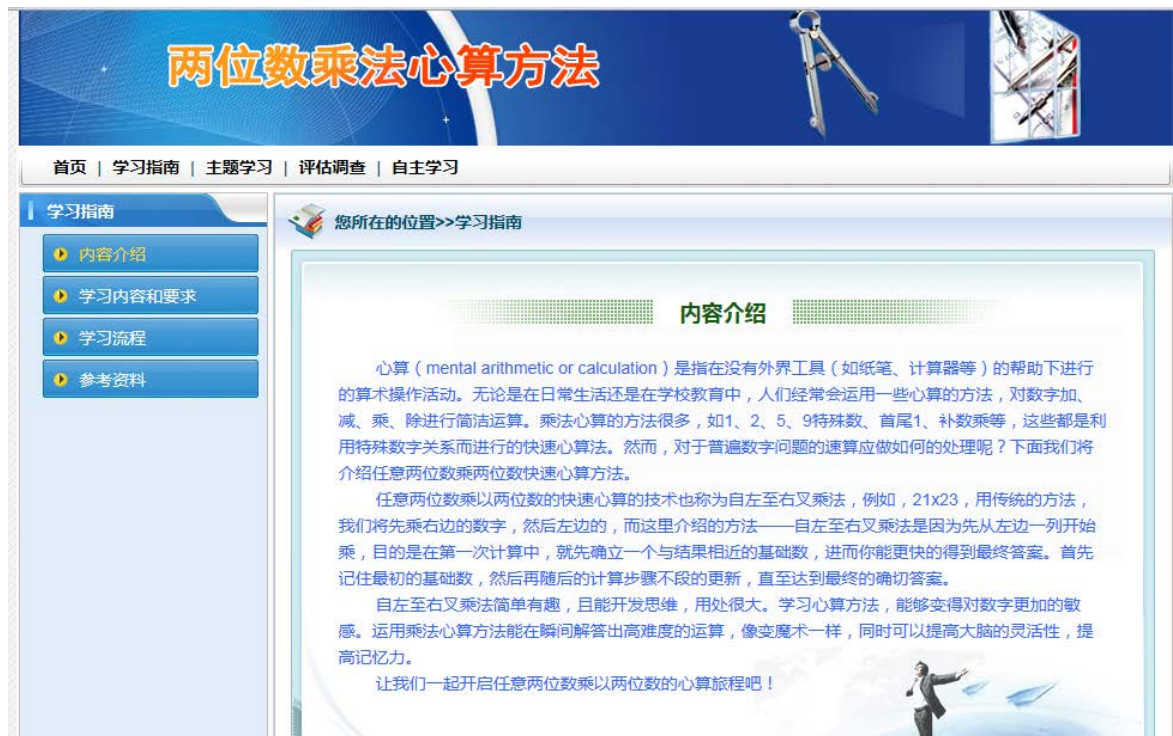 两位数乘法心算方法
首页 | 学习指南 | 主题学习 | 评估调查 | 自主学习
学习指南
内容介绍
学习内容和要求
学习流程
参考资料
您所在的位置>>学习指南
内容介绍
心算（mental arithmetic or calculation）是指在没有外界工具（如纸笔、计算器等）的帮助下进行
的算术操作活动。无论是在日常生活还是在学校教育中，人们经常会运用一些心算的方法，对数字加、
减、乘、除进行简洁运算。乘法心算的方法很多，如1、2、5、9特殊数、首尾1、补数乘等，这些都是利
用特殊数字关系而进行的快速心算法。然而，对于普遍数字问题的速算应做如何的处理呢？下面我们将
介绍任意两位数乘两位数快速心算方法。
任意两位数乘以两位数的快速心算的技术也称为自左至右叉乘法，例如，21x23，用传统的方法，
我们将先乘右边的数字，然后左边的，而这里介绍的方法——自左至右叉乘法是因为先从左边一列开始
乘，目的是在第一次计算中，就先确立一个与结果相近的基础数，进而你能更快的得到最终答案。首先
记住最初的基础数，然后再随后的计算步骤不段的更新，直至达到最终的确切答案。
自左至右叉乘法简单有趣，且能开发思维，用处很大。学习心算方法，能够变得对数字更加的敏
感。运用乘法心算方法能在瞬间解答出高难度的运算，像变魔术一样，同时可以提高大脑的灵活性，提
高记忆力。
让我们一起开启任意两位数乘以两位数的心算旅程吧！